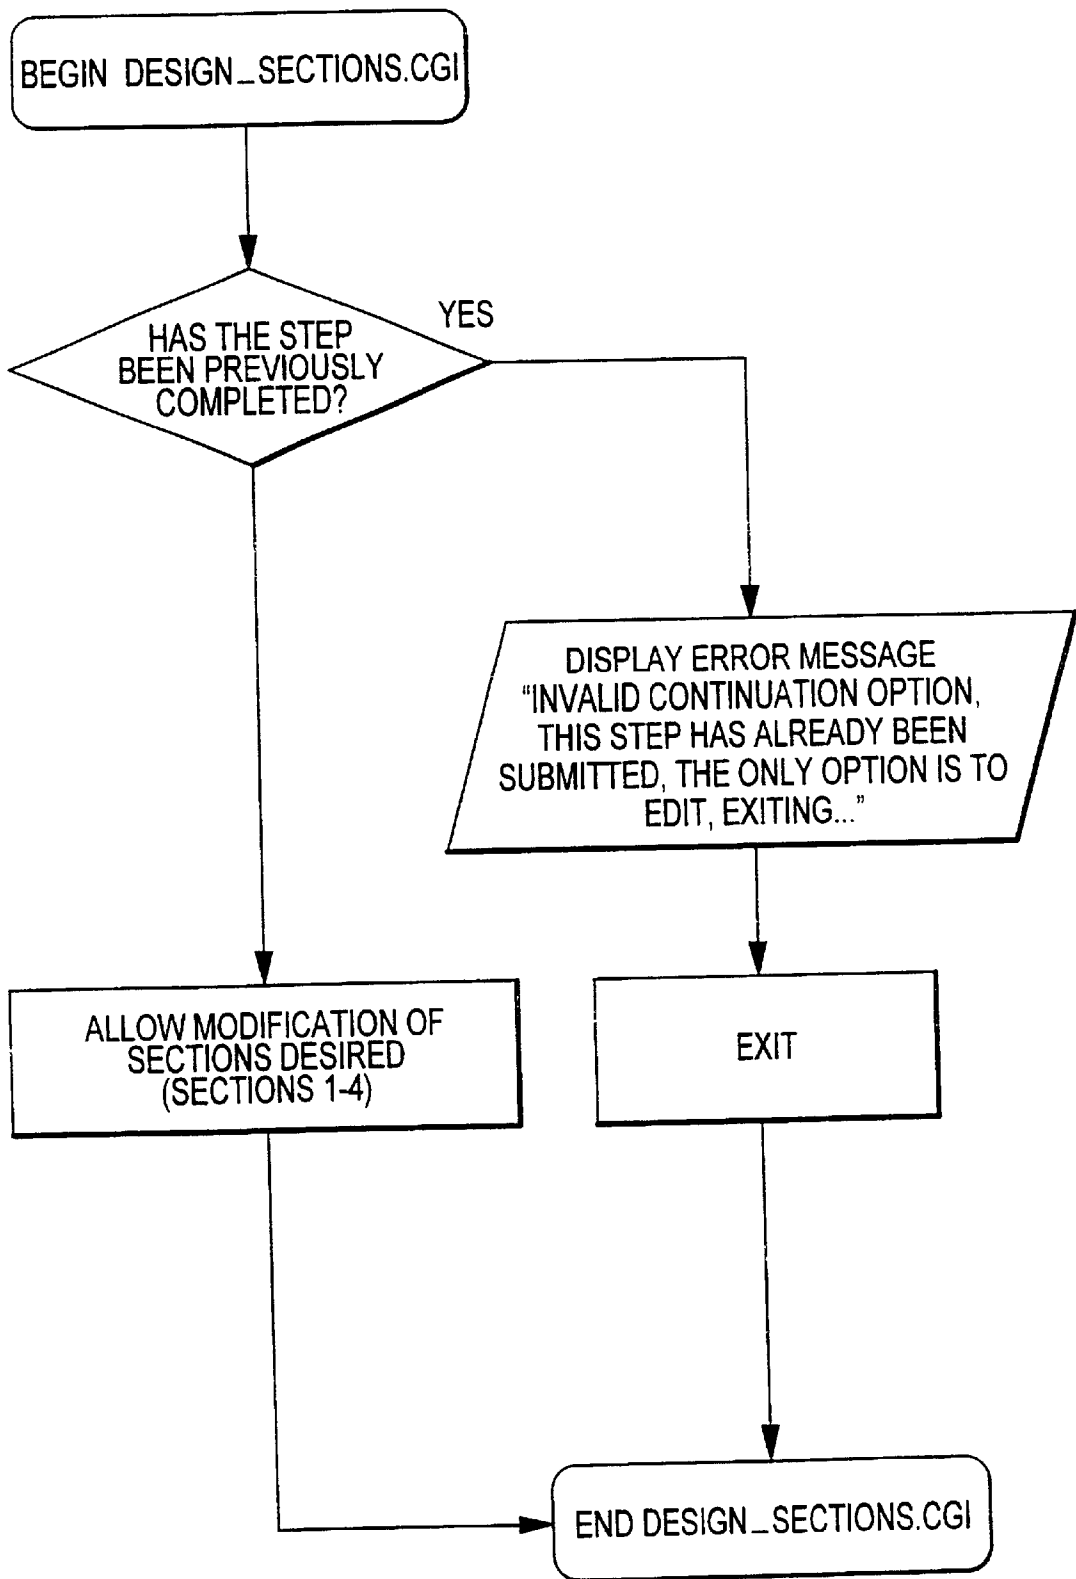 BEGIN DESIGN_SECTIONS.CGI
YES
HAS THE STEP
BEEN PREVIOUSLY
COMPLETED?
DISPLAY ERROR MESSAGE
“INVALID CONTINUATION OPTION,
THIS STEP HAS ALREADY BEEN
SUBMITTED, THE ONLY OPTION IS TO
EDIT, EXITING...”
ALLOW MODIFICATION OF
SECTIONS DESIRED
(SECTIONS 1-4)
EXIT
END DESIGN_SECTIONS.CGI